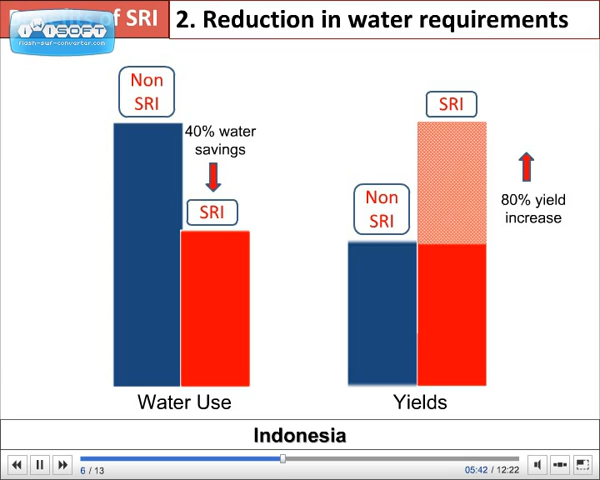 of SRI
2. Reduction in water requirements
iWiSOFT
flash-swf-converter.com
Non
SRI
40% water
savings
SRI
SRI
Non
SRI
80% yield
increase
Water Use
Yields
Indonesia
6 / 13
05:42 / 12:22